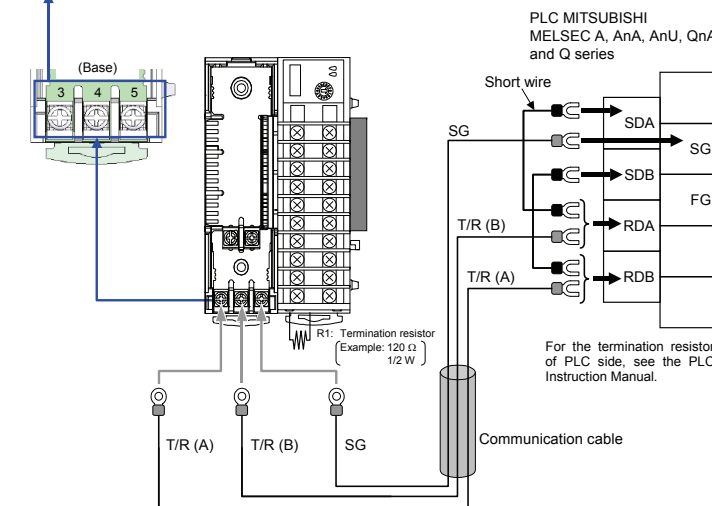 PLC MITSUBISHI
MELSEC A, AnA, AnU, QnA
and Q series
(Base)
3 4 5
Short wire
SDA
SG
SG
SDB
FG
T/R (B)
RDA
T/R (A)
RDB
R1: Termination resistor
Example: 120 Ω
1/2 W
For the termination resistor
of PLC side, see the PLC
Instruction Manual.
T/R (A)
T/R (B)
SG
Communication cable